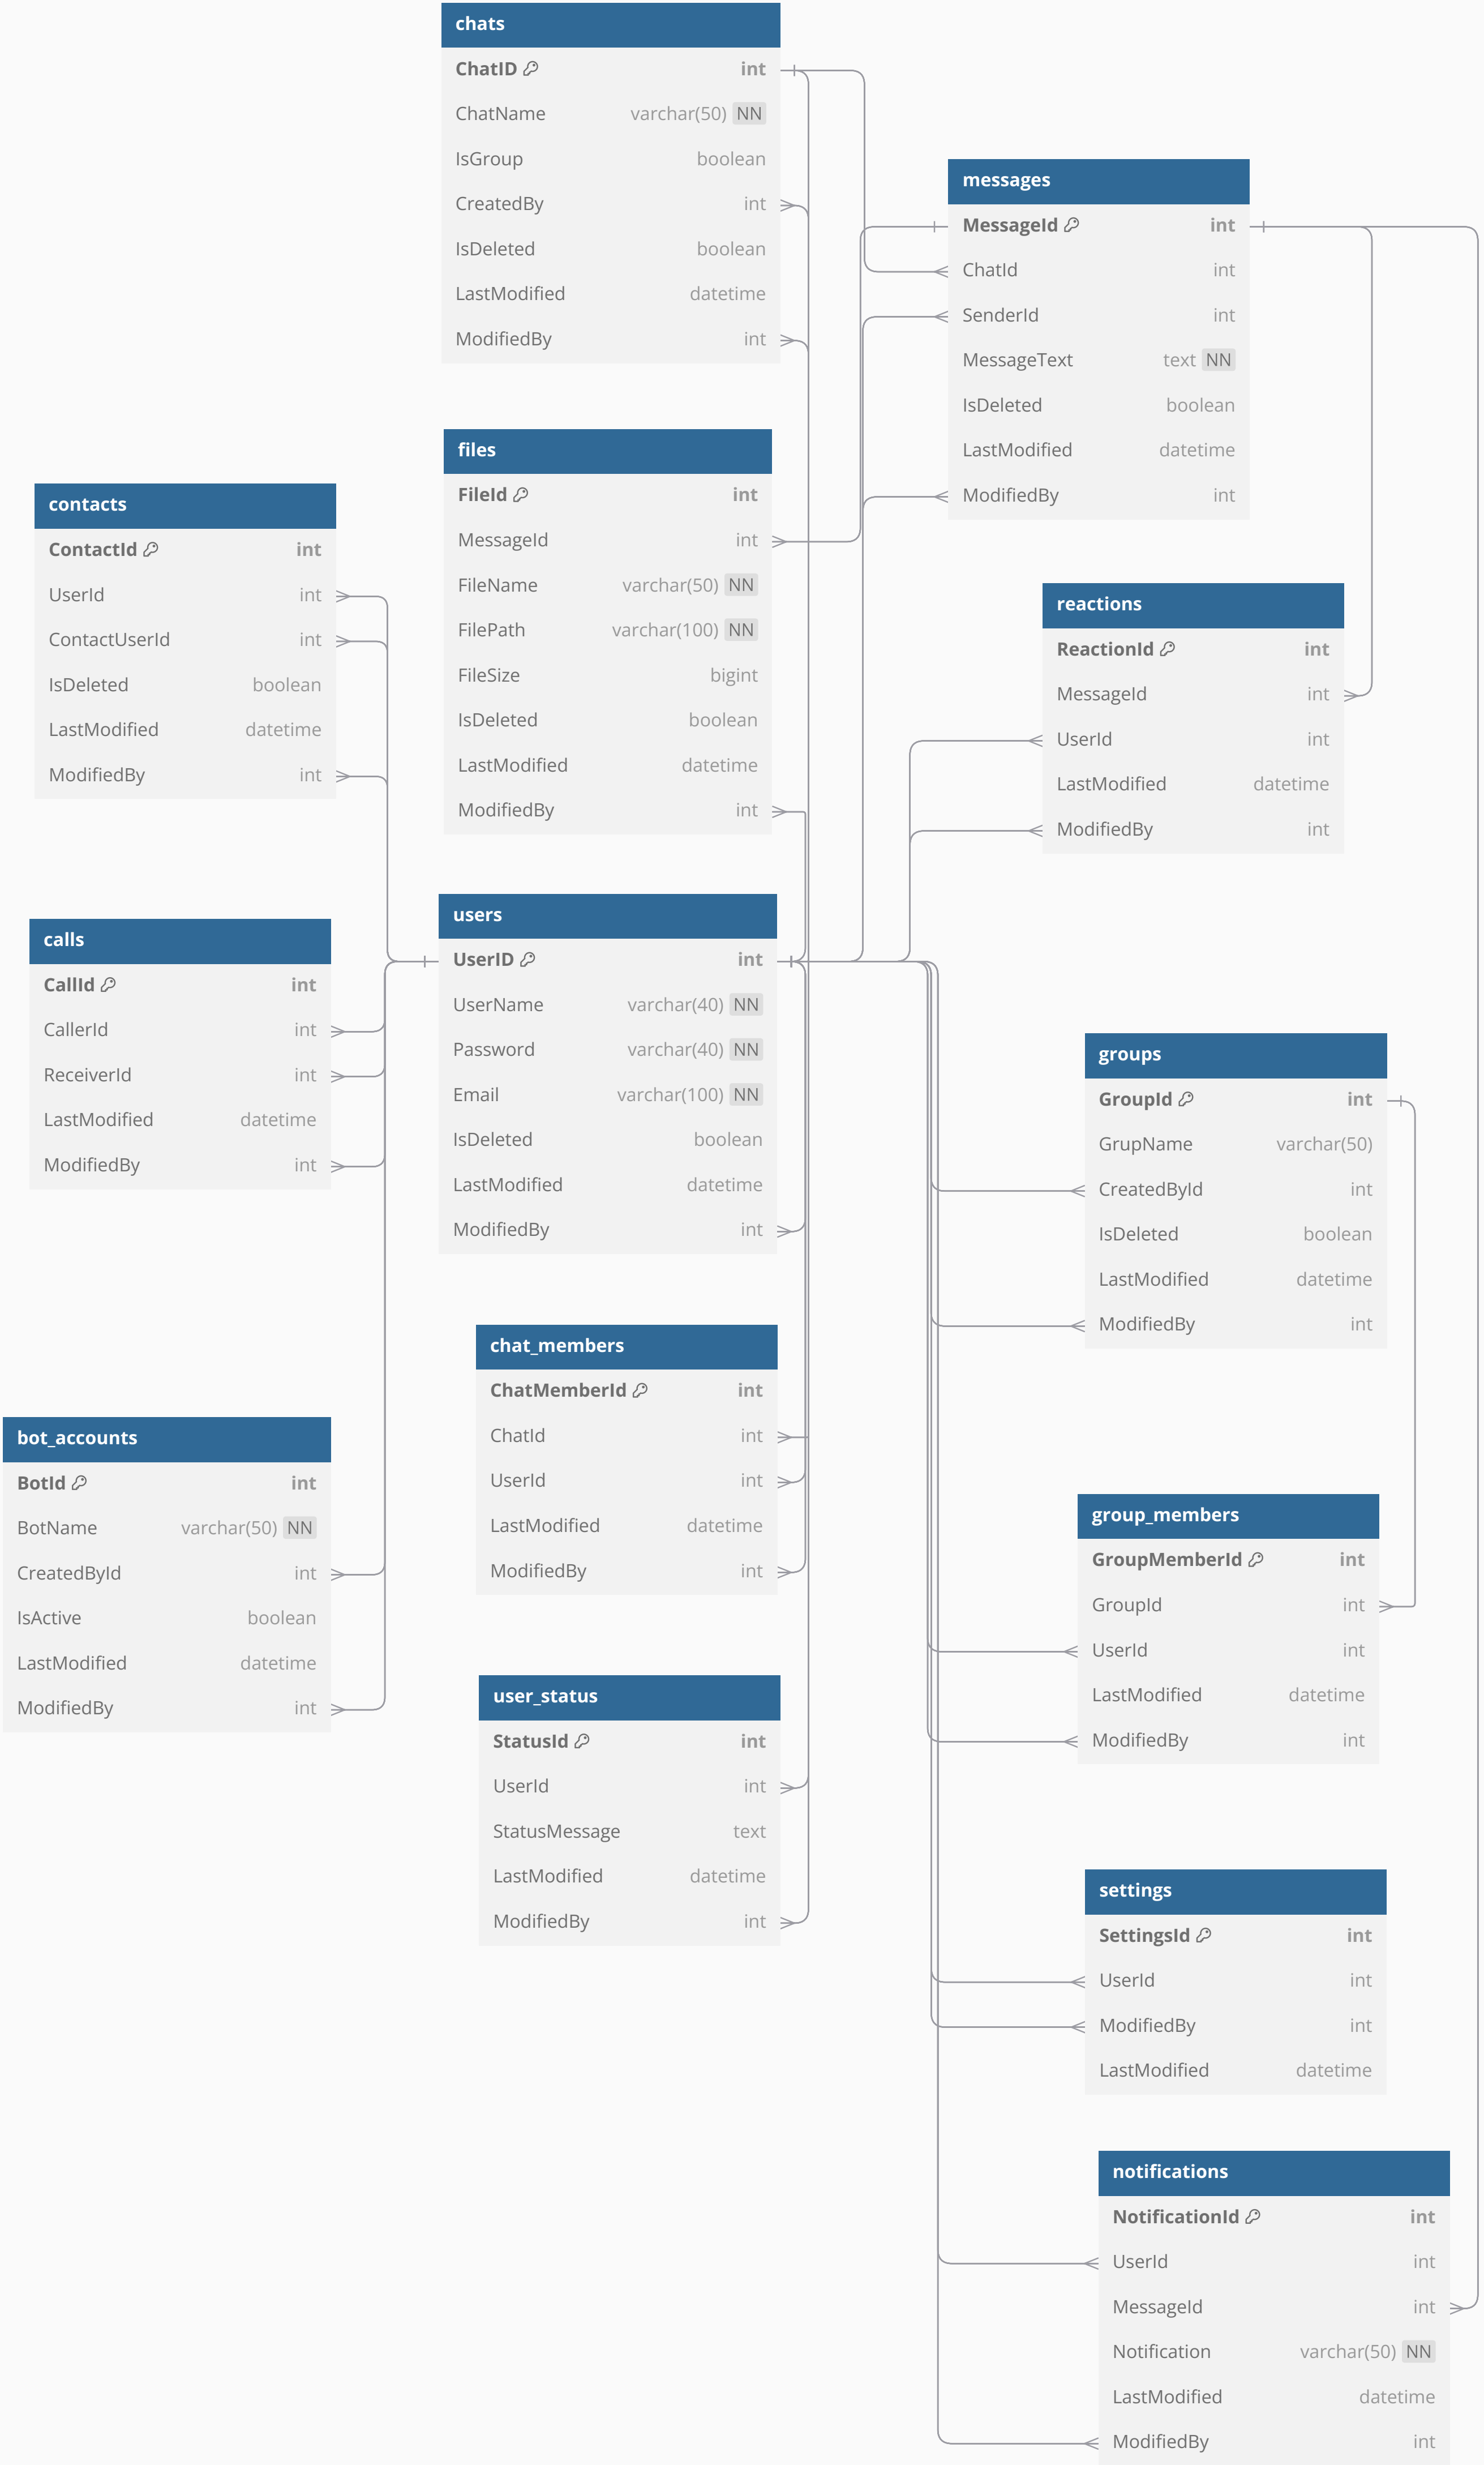 chats
ChatID int
ChatName varchar(50) NN
IsGroup boolean
CreatedBy int
IsDeleted boolean
LastModified datetime
ModifiedBy int
messages
MessageId int
ChatId int
SenderId int
MessageText text NN
IsDeleted boolean
LastModified datetime
ModifiedBy int
files
FileId int
MessageId int
FileName varchar(50) NN
FilePath varchar(100) NN
FileSize bigint
IsDeleted boolean
LastModified datetime
ModifiedBy int
contacts
ContactId int
UserId int
ContactUserId int
IsDeleted boolean
LastModified datetime
ModifiedBy int
reactions
ReactionId int
MessageId int
UserId int
LastModified datetime
ModifiedBy int
users
UserID int
UserName varchar(40) NN
Password varchar(40) NN
Email varchar(100) NN
IsDeleted boolean
LastModified datetime
ModifiedBy int
calls
CallId int
CallerId int
ReceiverId int
LastModified datetime
ModifiedBy int
groups
GroupId int
GrupName varchar(50)
CreatedById int
IsDeleted boolean
LastModified datetime
ModifiedBy int
chat_members
ChatMemberId int
ChatId int
UserId int
LastModified datetime
ModifiedBy int
bot_accounts
BotId int
BotName varchar(50) NN
CreatedById int
IsActive boolean
LastModified datetime
ModifiedBy int
group_members
GroupMemberId int
GroupId int
UserId int
LastModified datetime
ModifiedBy int
user_status
StatusId int
UserId int
StatusMessage text
LastModified datetime
ModifiedBy int
settings
SettingsId int
UserId int
ModifiedBy int
LastModified datetime
notifications
NotificationId int
UserId int
MessageId int
Notification varchar(50) NN
LastModified datetime
ModifiedBy int